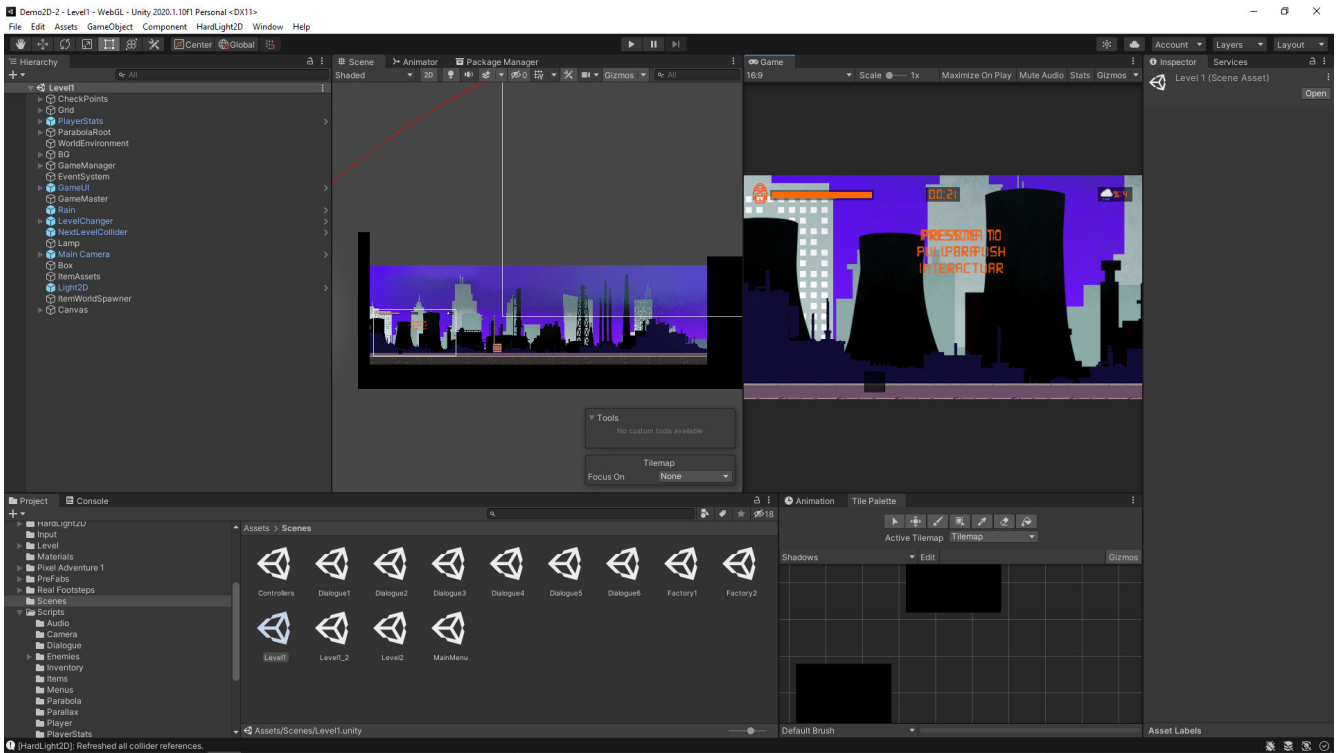 Demo2D-2 - Level1 - WebGL - Unity 2020.1.10f1 Personal <DX11>
File Edit Assets GameObject Component HardLight2D Window Help
Center Global
Account Layers Layout
Hierarchy
All
Level1
CheckPoints
Grid
PlayerStats
ParabolaRoot
WorldEnvironment
BG
GameManager
EventSystem
GameUI
GameMaster
Rain
LevelChanger
NextLevelCollider
Lamp
Main Camera
Box
ItemAssets
Light2D
ItemWorldSpawner
Canvas
Scene Animator Package Manager
Shaded 2D 0 Gizmos All
Tools
No custom tools available
Tilemap
Focus On None
Game
16:9 Scale 1x Maximize On Play Mute Audio Stats Gizmos
00:21
INTERACTUAR
Inspector Services
Level 1 (Scene Asset)
Open
Project Console
18
HardLight2D
Input
Level
Materials
Pixel Adventure 1
PreFabs
Real Footsteps
Scenes
Scripts
Audio
Camera
Dialogue
Enemies
Inventory
Items
Menus
Parabola
Parallax
Player
PlayerStats
Assets > Scenes
Controllers Dialogue1 Dialogue2 Dialogue3 Dialogue4 Dialogue5 Dialogue6 Factory1 Factory2
Level1 Level1_2 Level2 MainMenu
Assets/Scenes/Level1.unity
Animation Tile Palette
Active Tilemap Tilemap
Shadows Edit Gizmos
Default Brush
Asset Labels
[HardLight2D]: Refreshed all collider references.